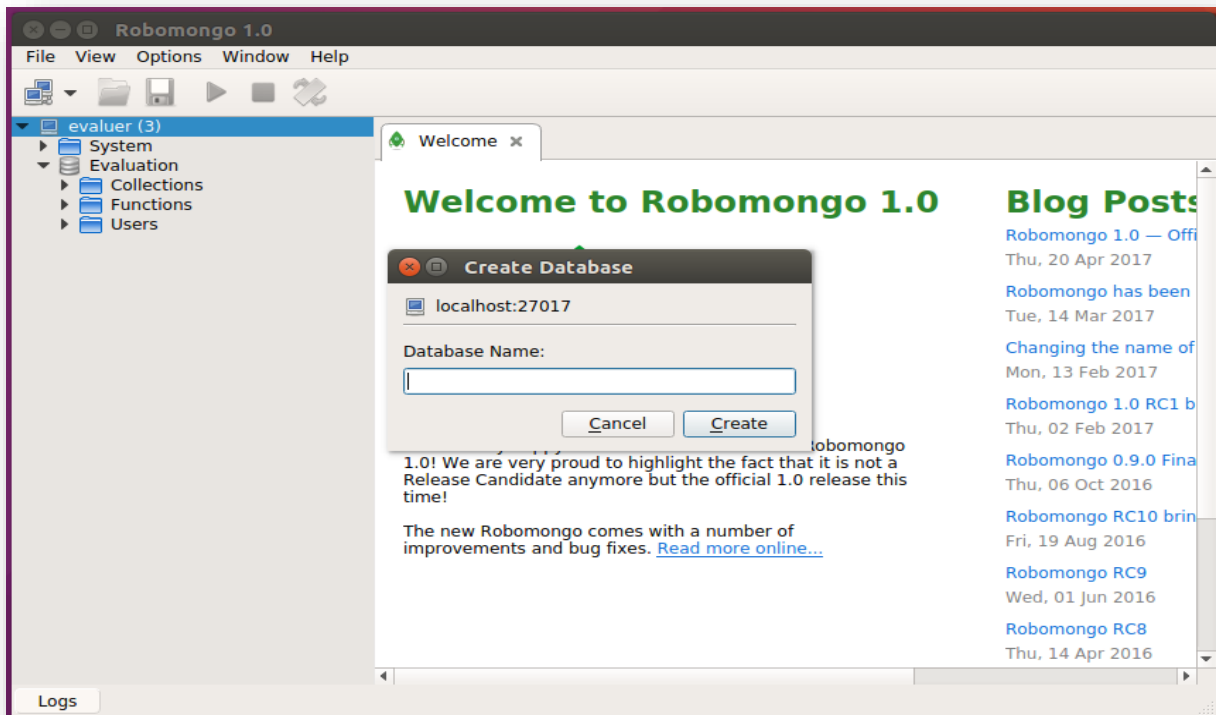 Robomongo 1.0
File View Options Window Help
evaluer (3)
System
Evaluation
Collections
Functions
Users
Welcome
Welcome to Robomongo 1.0
Create Database
localhost:27017
Database Name:
Cancel Create
Robomongo
1.0! We are very proud to highlight the fact that it is not a
Release Candidate anymore but the official 1.0 release this
time!
The new Robomongo comes with a number of
improvements and bug fixes. Read more online...
Blog Posts
Robomongo 1.0 — Offi
Thu, 20 Apr 2017
Robomongo has been
Tue, 14 Mar 2017
Changing the name of
Mon, 13 Feb 2017
Robomongo 1.0 RC1 b
Thu, 02 Feb 2017
Robomongo 0.9.0 Fina
Thu, 06 Oct 2016
Robomongo RC10 brin
Fri, 19 Aug 2016
Robomongo RC9
Wed, 01 Jun 2016
Robomongo RC8
Thu, 14 Apr 2016
Logs